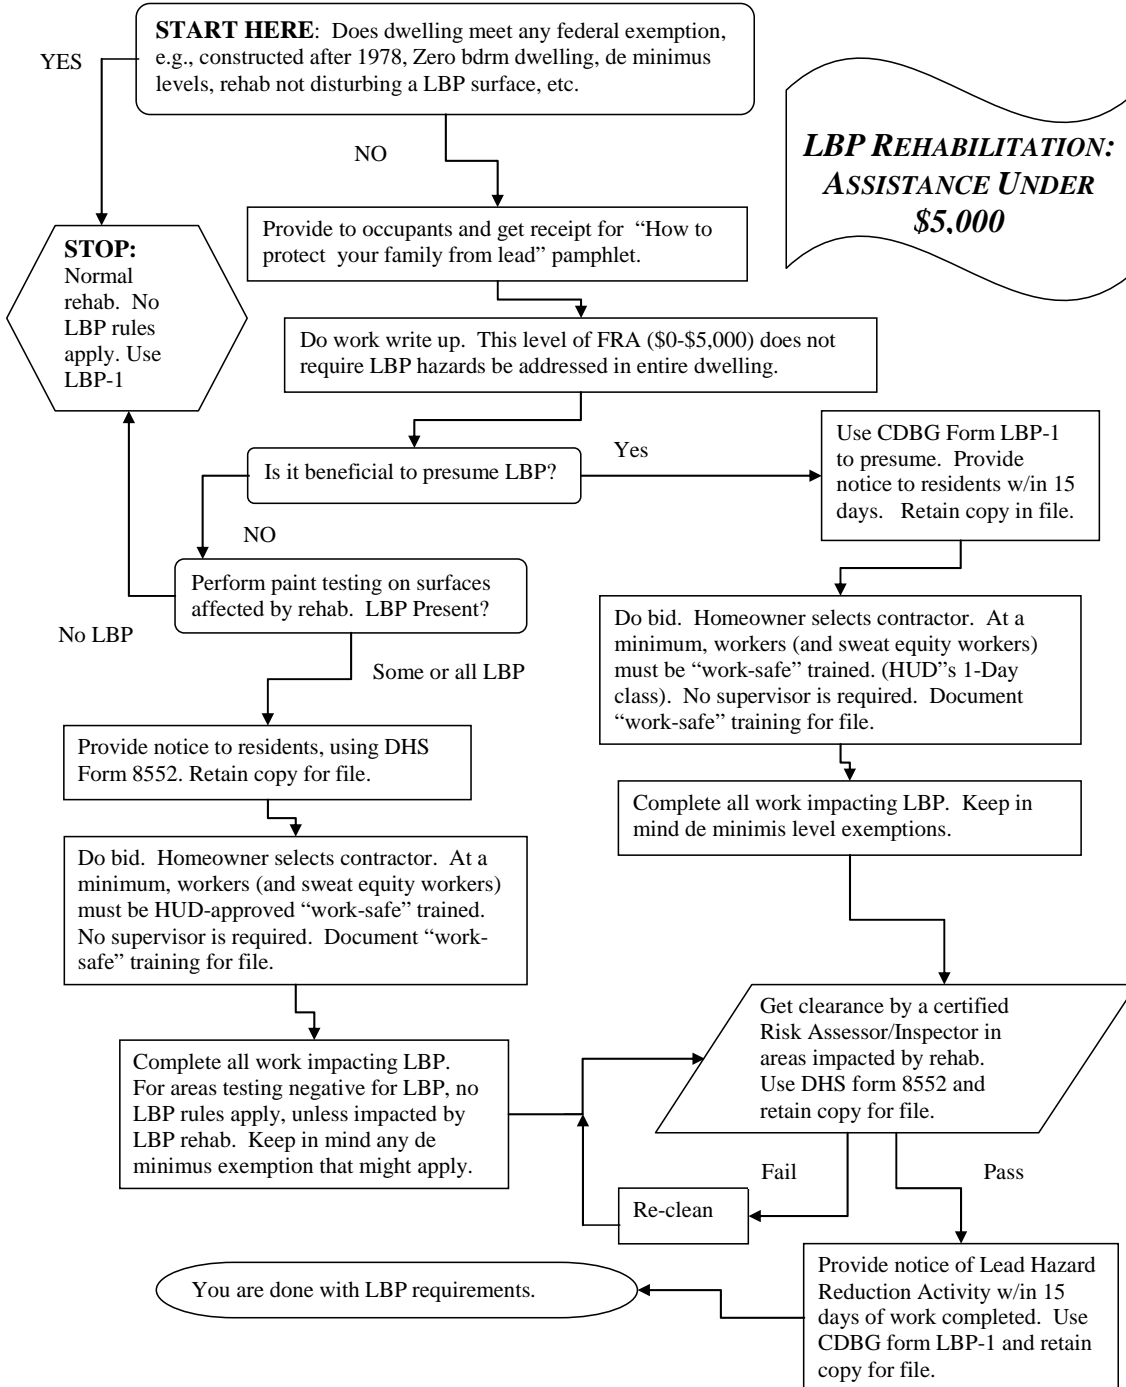 START HERE: Does dwelling meet any federal exemption,
e.g., constructed after 1978, Zero bdrm dwelling, de minimus
levels, rehab not disturbing a LBP surface, etc.
YES
NO
LBP REHABILITATION:
ASSISTANCE UNDER
$5,000
Provide to occupants and get receipt for “How to
protect your family from lead” pamphlet.
STOP:
Normal
rehab. No
LBP rules
apply. Use
LBP-1
Do work write up. This level of FRA ($0-$5,000) does not
require LBP hazards be addressed in entire dwelling.
Is it beneficial to presume LBP?
Yes
Use CDBG Form LBP-1
to presume. Provide
notice to residents w/in 15
days. Retain copy in file.
NO
Perform paint testing on surfaces
affected by rehab. LBP Present?
No LBP
Some or all LBP
Do bid. Homeowner selects contractor. At a
minimum, workers (and sweat equity workers)
must be “work-safe” trained. (HUD”s 1-Day
class). No supervisor is required. Document
“work-safe” training for file.
Provide notice to residents, using DHS
Form 8552. Retain copy for file.
Complete all work impacting LBP. Keep in
mind de minimis level exemptions.
Do bid. Homeowner selects contractor. At a
minimum, workers (and sweat equity workers)
must be HUD-approved “work-safe” trained.
No supervisor is required. Document “work-
safe” training for file.
Get clearance by a certified
Risk Assessor/Inspector in
areas impacted by rehab.
Use DHS form 8552 and
retain copy for file.
Complete all work impacting LBP.
For areas testing negative for LBP, no
LBP rules apply, unless impacted by
LBP rehab. Keep in mind any de
minimus exemption that might apply.
Fail
Pass
Re-clean
Provide notice of Lead Hazard
Reduction Activity w/in 15
days of work completed. Use
CDBG form LBP-1 and retain
copy for file.
You are done with LBP requirements.